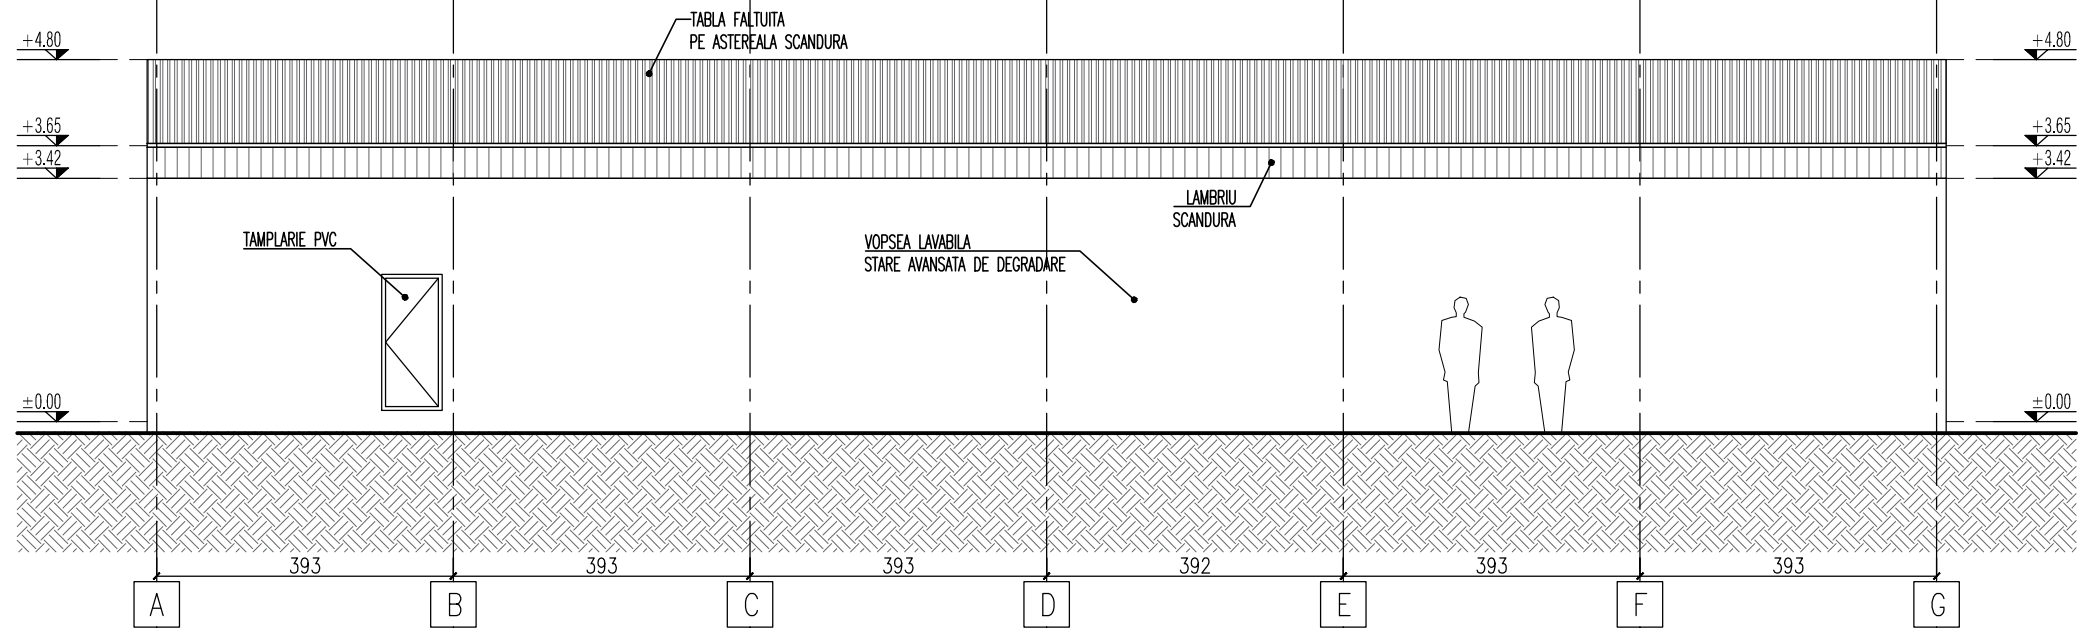 TABLA FALTUITA
PE ASTEREALA SCANDURA
+4.80
+4.80
+3.65
+3.65
+3.42
+3.42
LAMBRIU
SCANDURA
TAMPLARIE PVC
VOPSEA LAVABILA
STARE AVANSATA DE DEGRADARE
±0.00
±0.00
393 393 393 392 393 393
A B C D E F G